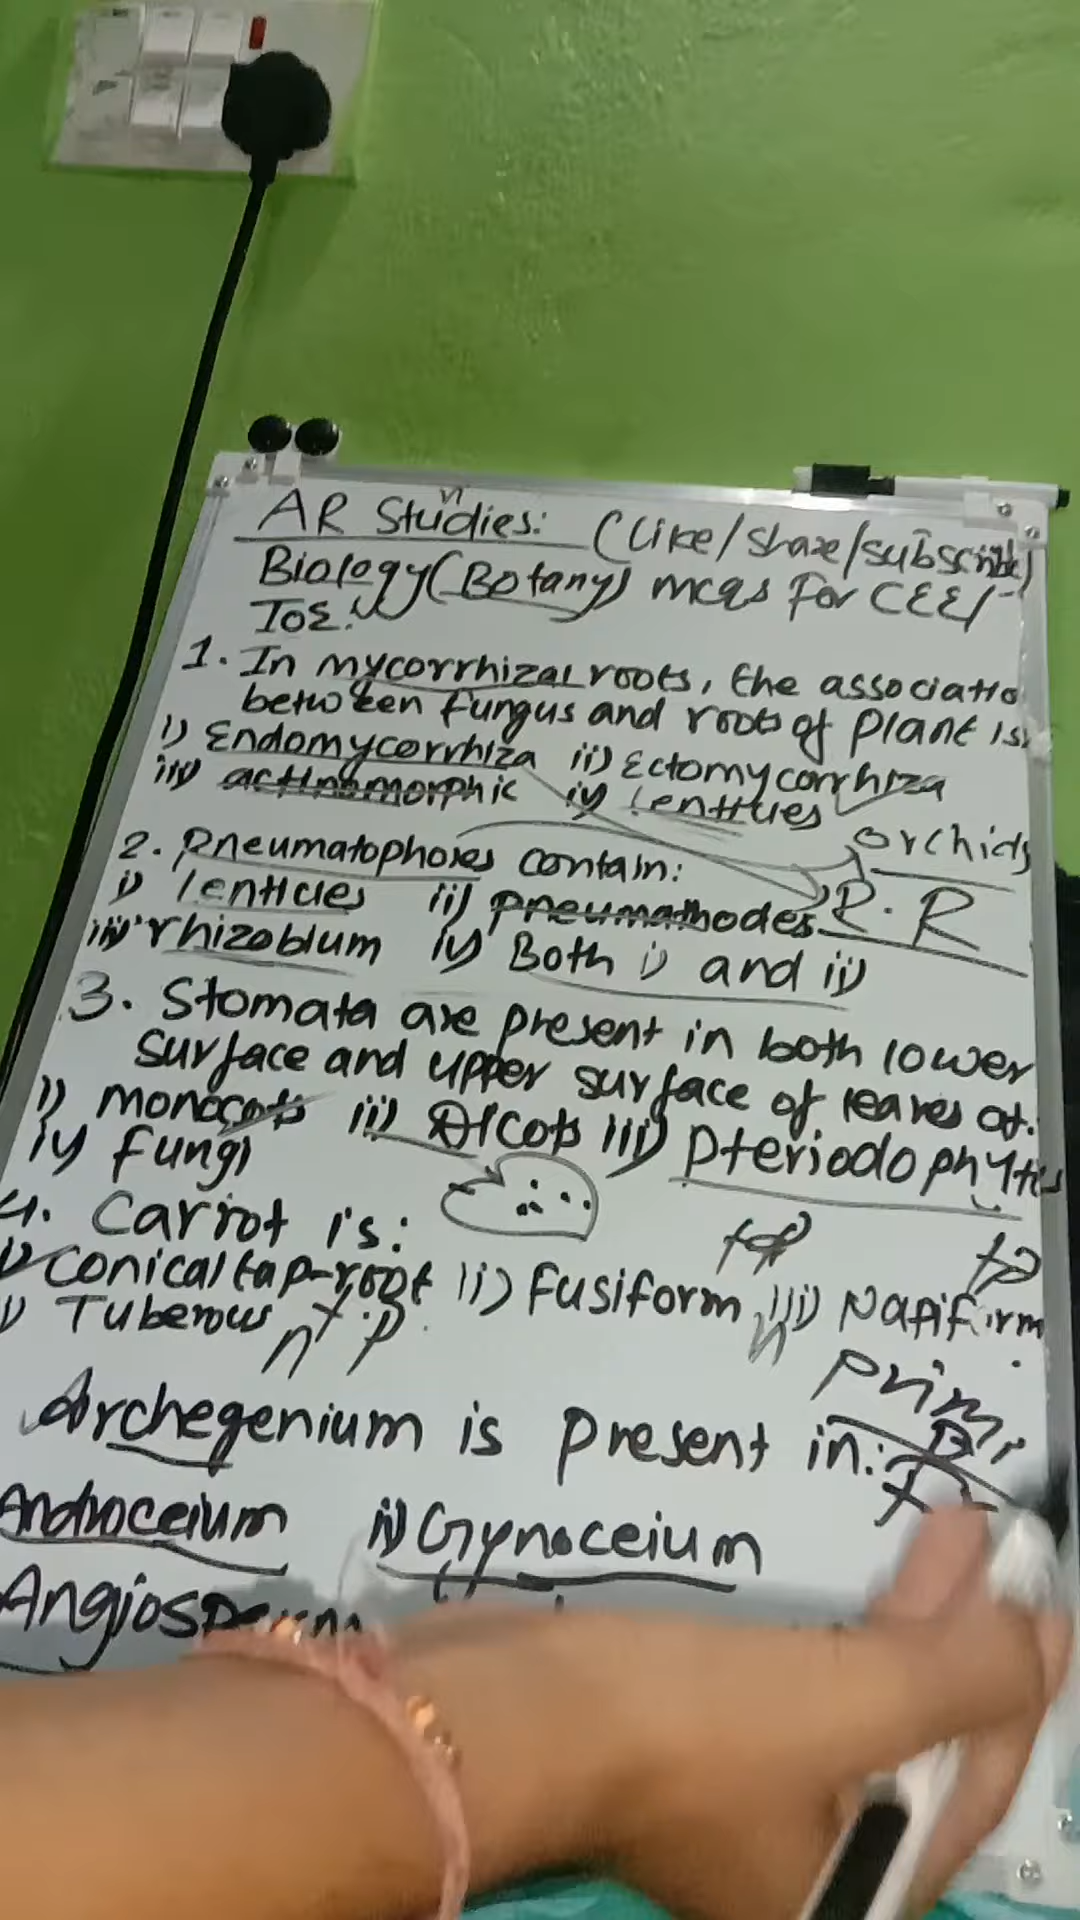 AR Studies: (Like/share/subscribe)
Biology(Botany) mcqs For CEE/
IOE:
1. In mycorrhizal roots, the associatio
between fungus and roots of plant is:
i) Endomycorrhiza ii) Ectomycorrhiza
iii) actinomorphic iv) lenticles
orchids
2. Pneumatophores contain:
i) lenticles ii) pneumathodes R.R
iii) rhizobium iv) Both i) and ii)
3. Stomata are present in both lower
surface and upper surface of leaves of:
i) monocots ii) Dicots iii) Pteriodophytes
iv) Fungi
4. Carrot is:
i) Conical tap-root ii) Fusiform iii) Napiform
Tuberous
Prim
Archegenium is present in:
Androceium ii) Gynoceium
Angiosperm